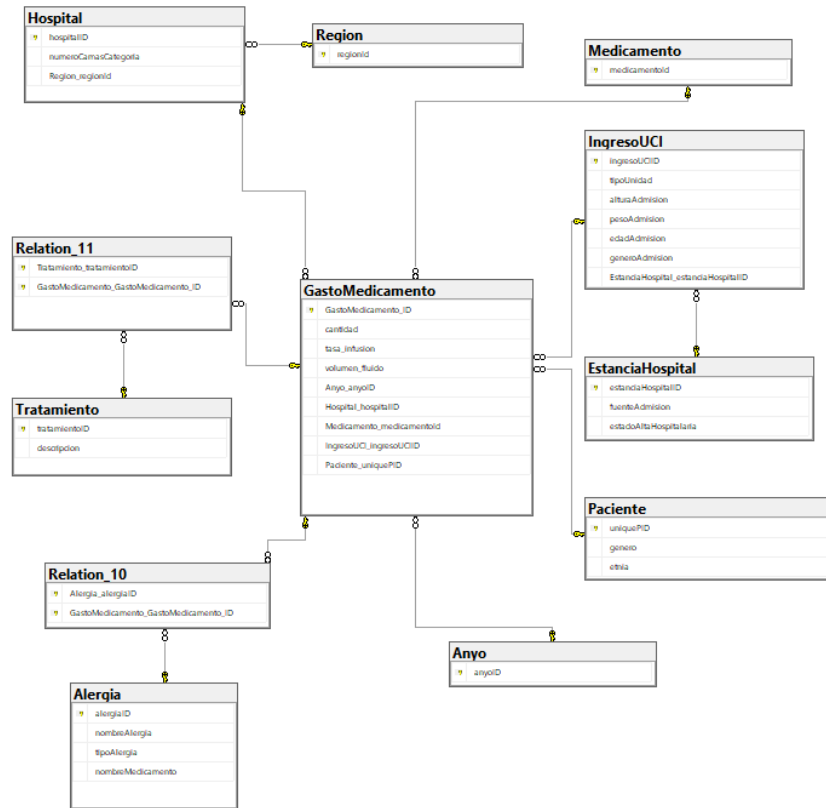 Hospital
hospitalID
numeroCamasCategoria
Region_regionId
Region
regionId
Medicamento
medicamentoId
IngresoUCI
ingresoUCIID
tipoUnidad
alturaAdmision
pesoAdmision
edadAdmision
generoAdmision
EstanciaHospital_estanciaHospitalID
Relation_11
Tratamiento_tratamientoID
GastoMedicamento_GastoMedicamento_ID
GastoMedicamento
GastoMedicamento_ID
cantidad
tasa_infusion
volumen_fluido
Anyo_anyoID
Hospital_hospitalID
Medicamento_medicamentoId
IngresoUCI_ingresoUCIID
Paciente_uniquePID
EstanciaHospital
estanciaHospitalID
fuenteAdmision
estadoAltaHospitalaria
Tratamiento
tratamientoID
descripcion
Paciente
uniquePID
genero
etnia
Relation_10
Alergia_alergiaID
GastoMedicamento_GastoMedicamento_ID
Anyo
anyoID
Alergia
alergiaID
nombreAlergia
tipoAlergia
nombreMedicamento